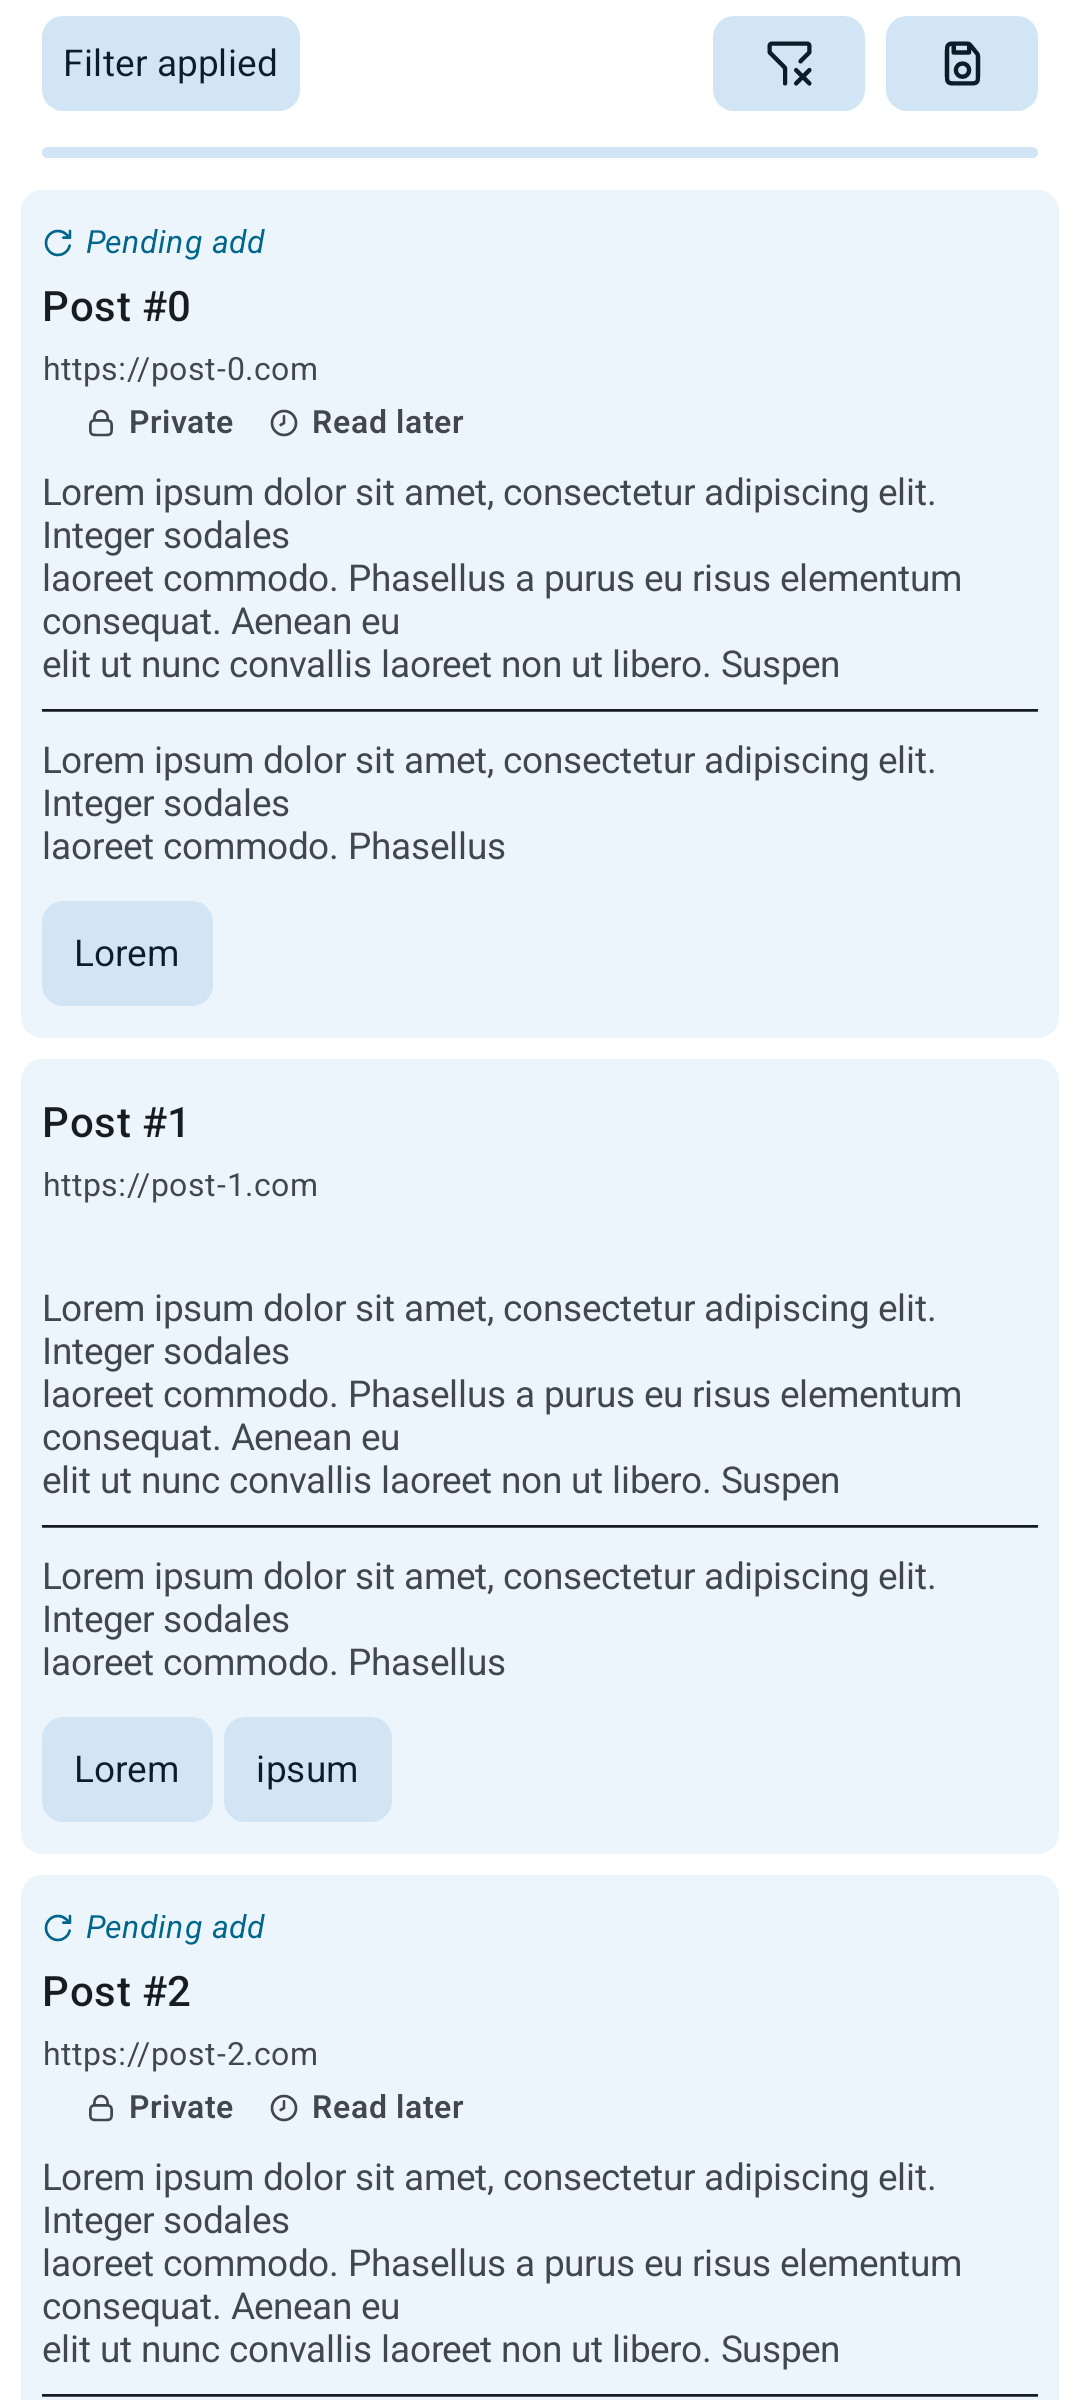 Filter applied
Pending add
Post #0
https://post-0.com
Private Read later
Lorem ipsum dolor sit amet, consectetur adipiscing elit.
Integer sodales
laoreet commodo. Phasellus a purus eu risus elementum
consequat. Aenean eu
elit ut nunc convallis laoreet non ut libero. Suspen
Lorem ipsum dolor sit amet, consectetur adipiscing elit.
Integer sodales
laoreet commodo. Phasellus
Lorem
Post #1
https://post-1.com
Lorem ipsum dolor sit amet, consectetur adipiscing elit.
Integer sodales
laoreet commodo. Phasellus a purus eu risus elementum
consequat. Aenean eu
elit ut nunc convallis laoreet non ut libero. Suspen
Lorem ipsum dolor sit amet, consectetur adipiscing elit.
Integer sodales
laoreet commodo. Phasellus
Lorem ipsum
Pending add
Post #2
https://post-2.com
Private Read later
Lorem ipsum dolor sit amet, consectetur adipiscing elit.
Integer sodales
laoreet commodo. Phasellus a purus eu risus elementum
consequat. Aenean eu
elit ut nunc convallis laoreet non ut libero. Suspen